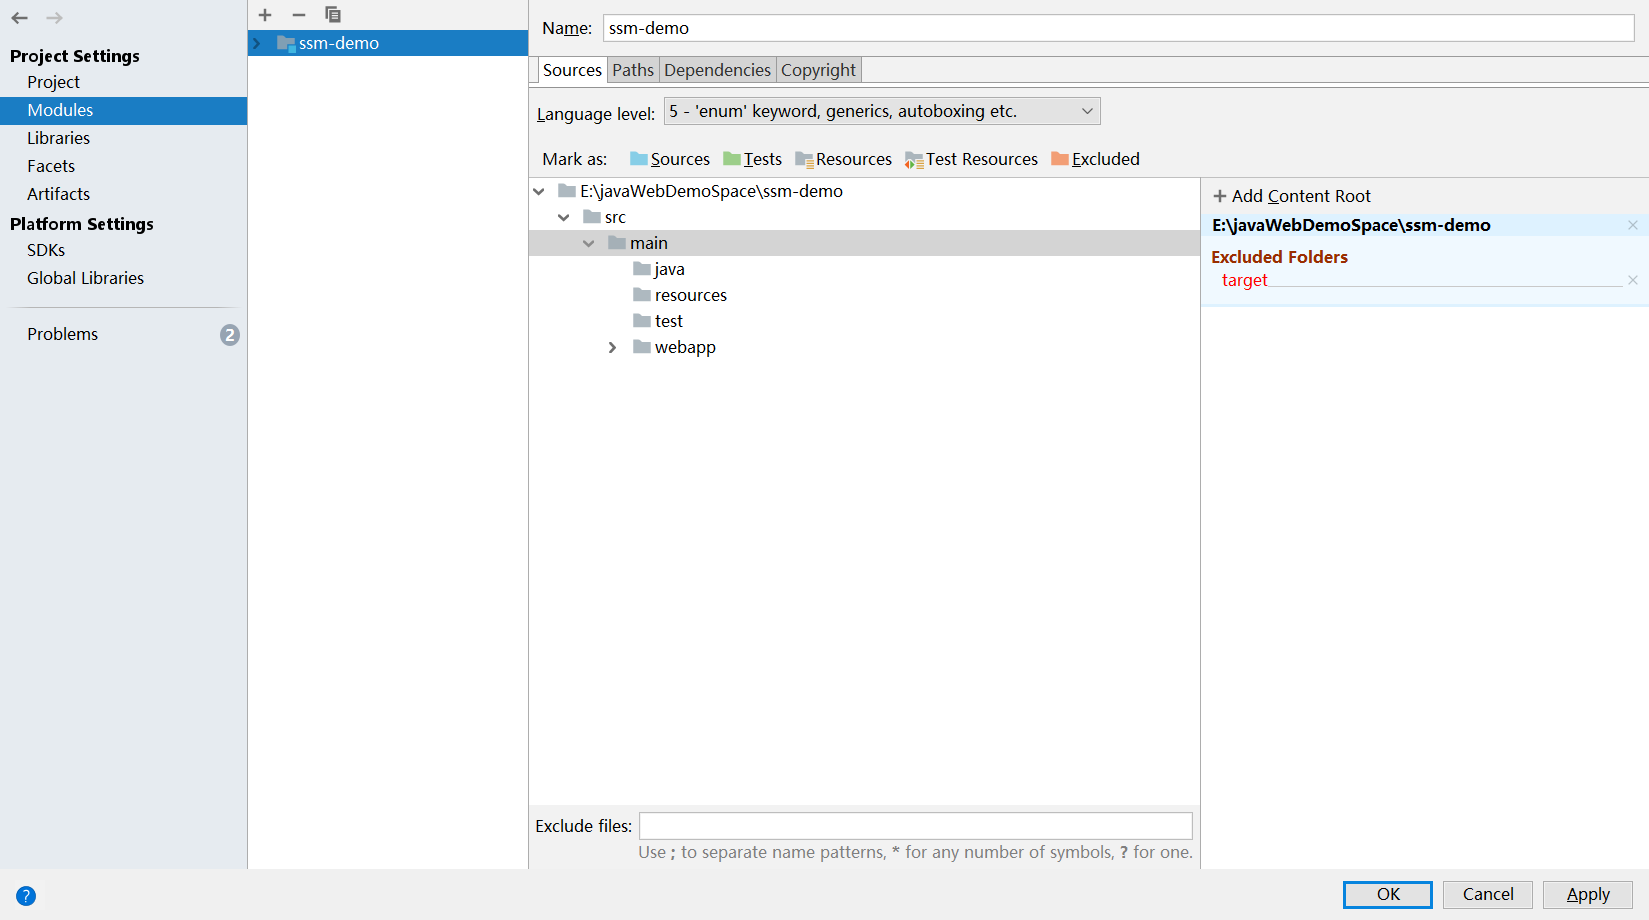 Project Settings
Project
Modules
Libraries
Facets
Artifacts
Platform Settings
SDKs
Global Libraries
Problems 2
ssm-demo
Name: ssm-demo
Sources Paths Dependencies Copyright
Language level: 5 - 'enum' keyword, generics, autoboxing etc.
Mark as: Sources Tests Resources Test Resources Excluded
E:\javaWebDemoSpace\ssm-demo
src
main
java
resources
test
webapp
Add Content Root
E:\javaWebDemoSpace\ssm-demo
Excluded Folders
target
Exclude files:
Use ; to separate name patterns, * for any number of symbols, ? for one.
?
OK Cancel Apply